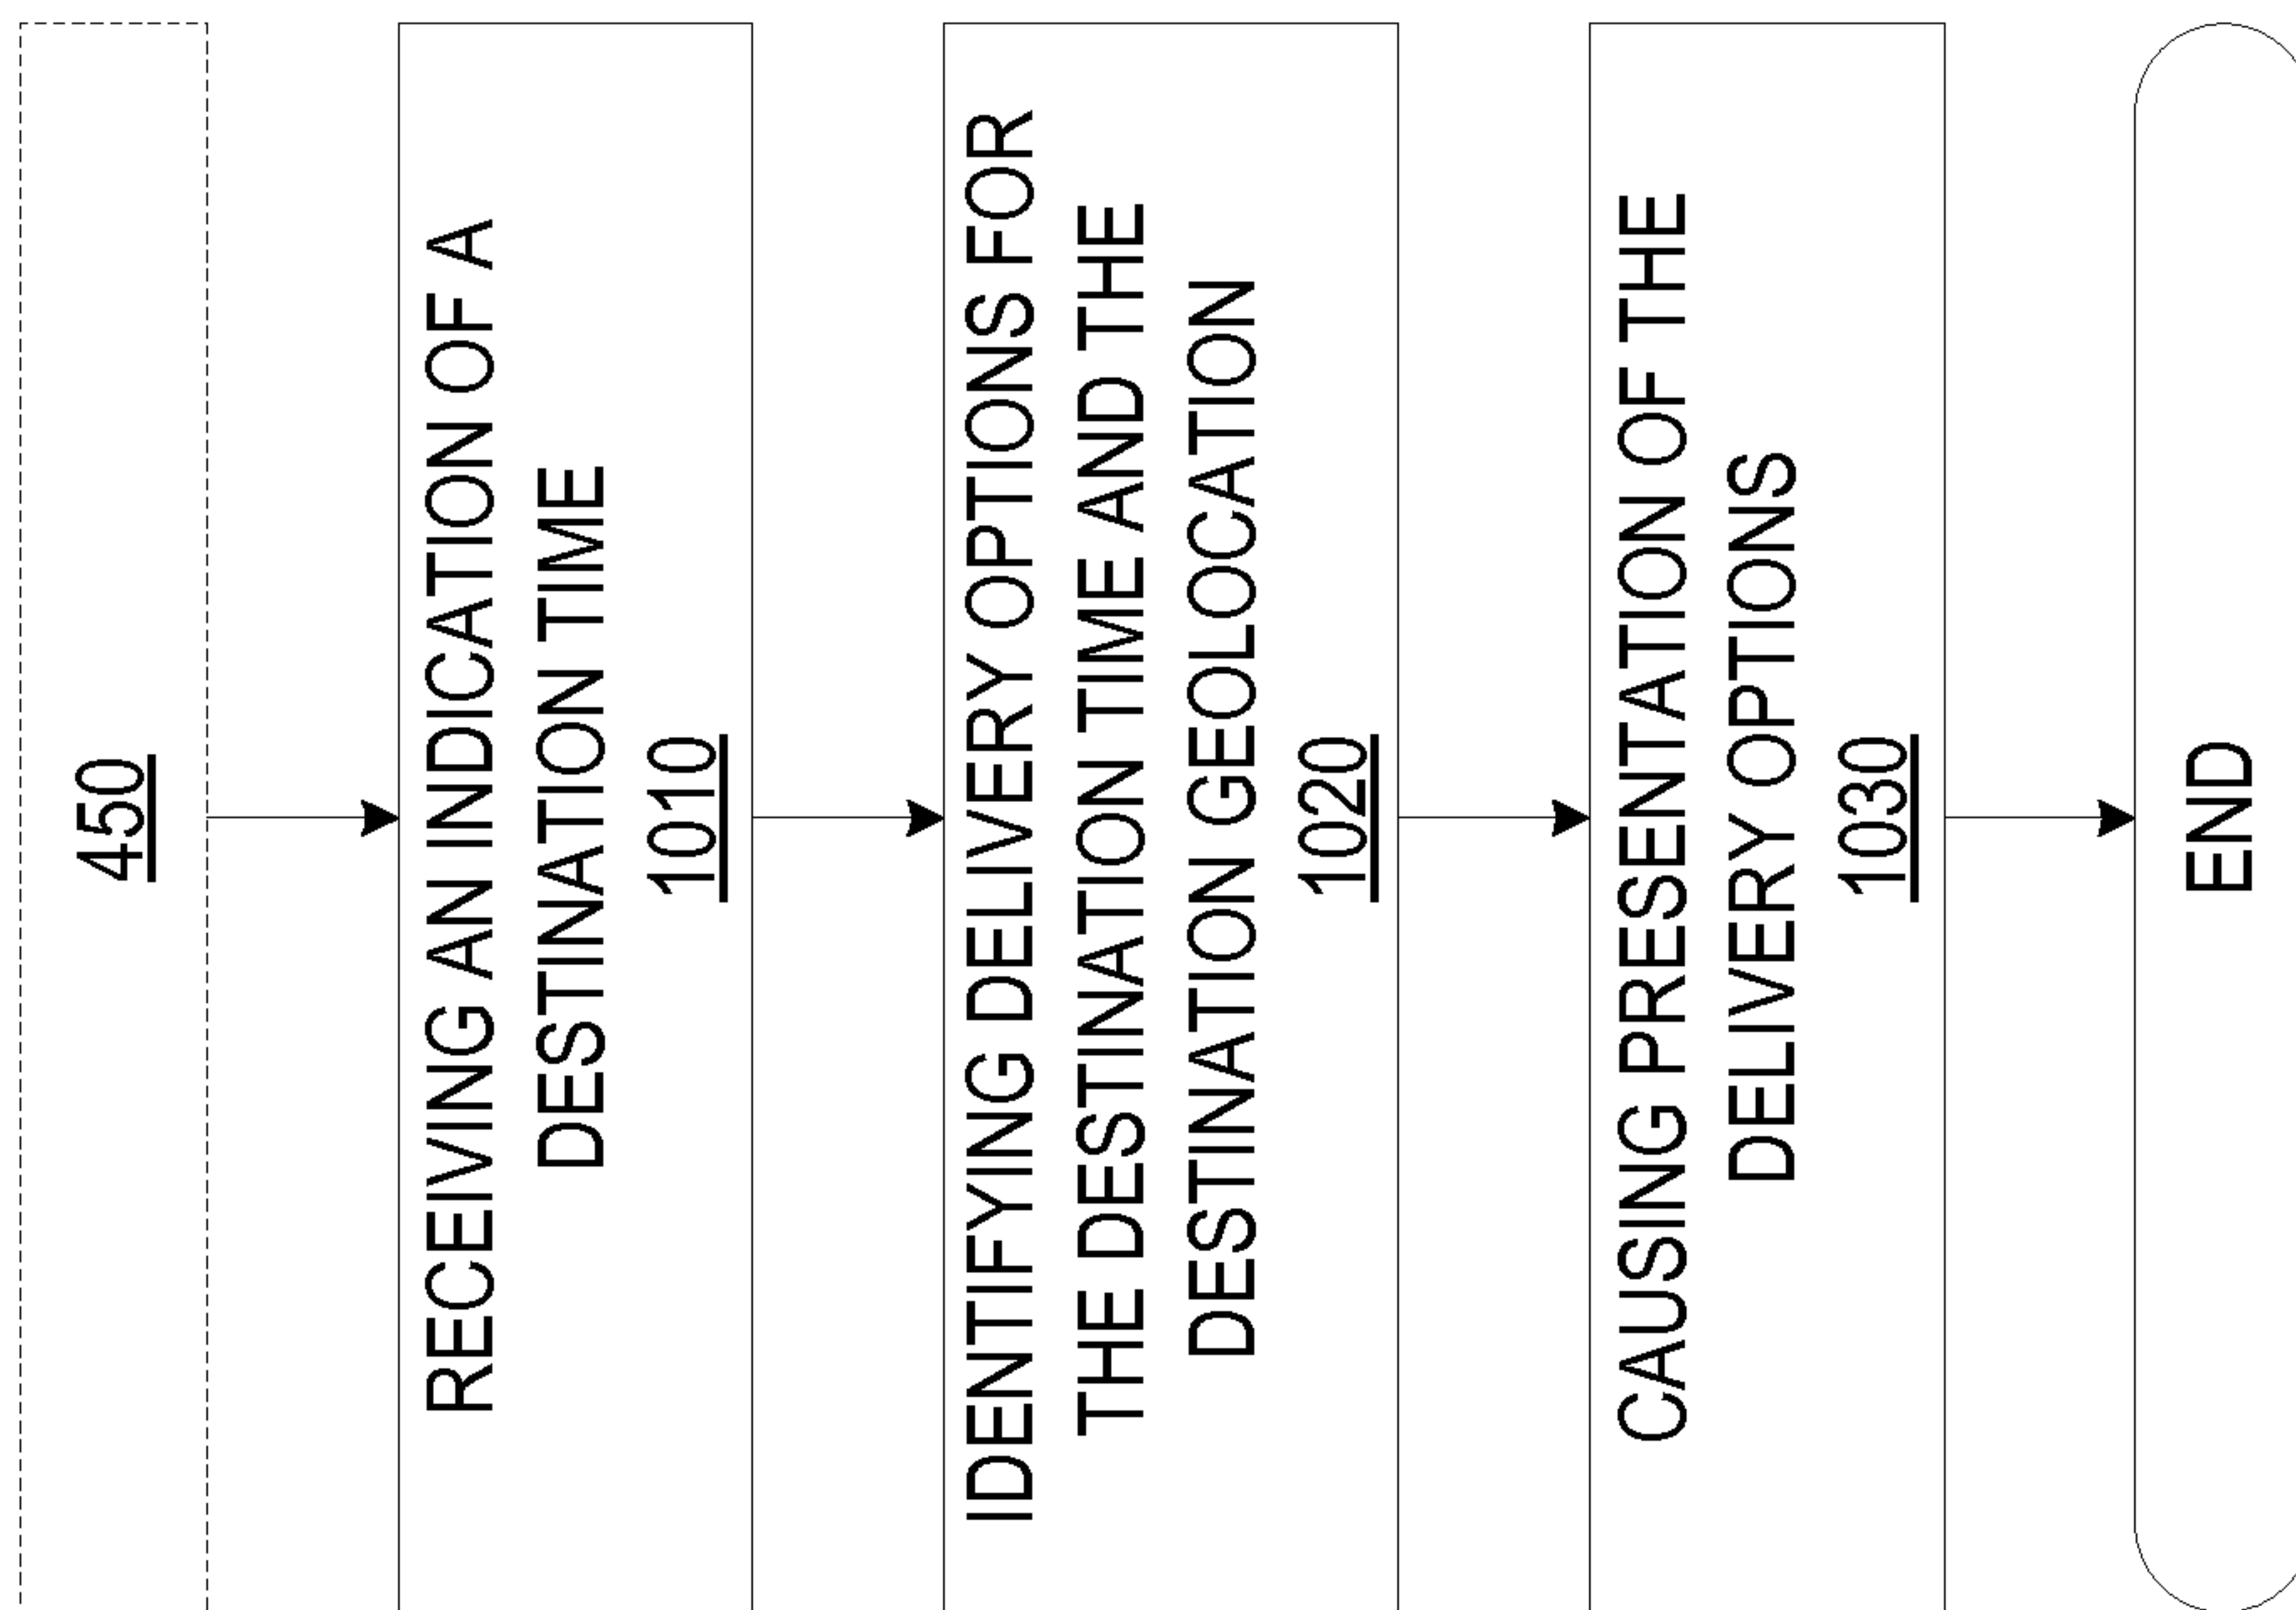 450
RECEIVING AN INDICATION OF A
DESTINATION TIME
1010
IDENTIFYING DELIVERY OPTIONS FOR
THE DESTINATION TIME AND THE
DESTINATION GEOLOCATION
1020
CAUSING PRESENTATION OF THE
DELIVERY OPTIONS
1030
END